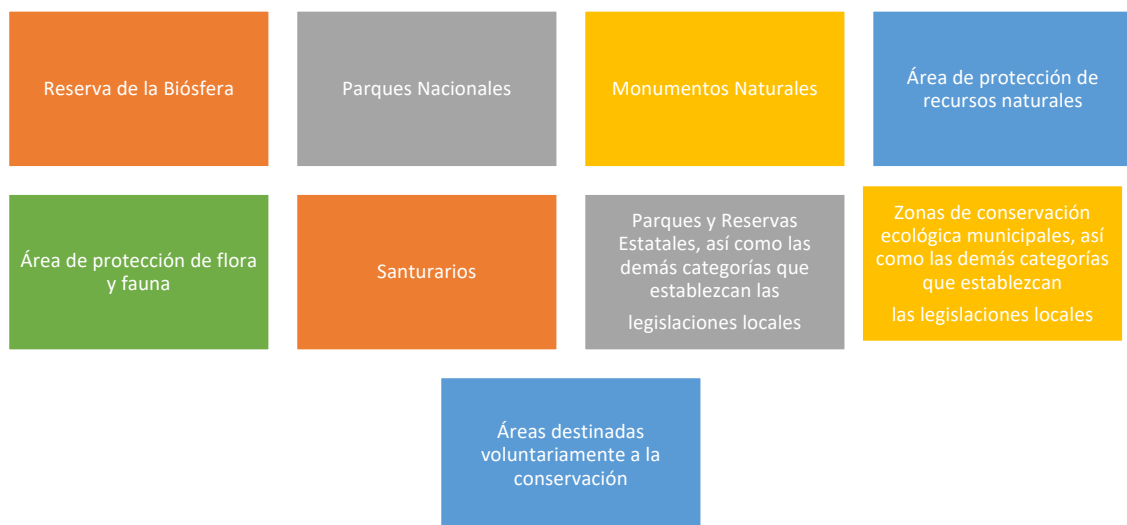 Reserva de la Biósfera
Parques Nacionales
Monumentos Naturales
Área de protección de
recursos naturales
Área de protección de flora
y fauna
Santurarios
Parques y Reservas
Estatales, así como las
demás categorías que
establezcan las
legislaciones locales
Zonas de conservación
ecológica municipales, así
como las demás categorías
que establezcan
las legislaciones locales
Áreas destinadas
voluntariamente a la
conservación